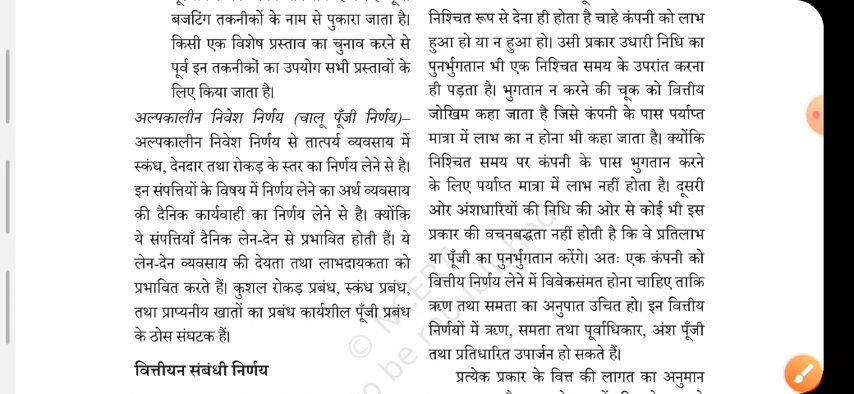 बजटिंग तकनीकों के नाम से पुकारा जाता है।
किसी एक विशेष प्रस्ताव का चुनाव करने से
पूर्व इन तकनीकों का उपयोग सभी प्रस्तावों के
लिए किया जाता है।
अल्पकालीन निवेश निर्णय (चालू पूँजी निर्णय)–
अल्पकालीन निवेश निर्णय से तात्पर्य व्यवसाय में
स्कंध, देनदार तथा रोकड़ के स्तर का निर्णय लेने से है।
इन संपत्तियों के विषय में निर्णय लेने का अर्थ व्यवसाय
की दैनिक कार्यवाही का निर्णय लेने से है। क्योंकि
ये संपत्तियाँ दैनिक लेन-देन से प्रभावित होती हैं। ये
लेन-देन व्यवसाय की देयता तथा लाभदायकता को
प्रभावित करते हैं। कुशल रोकड़ प्रबंध, स्कंध प्रबंध,
तथा प्राप्यनीय खातों का प्रबंध कार्यशील पूँजी प्रबंध
के ठोस संघटक हैं।
वित्तीयन संबंधी निर्णय
निश्चित रूप से देना ही होता है चाहे कंपनी को लाभ
हुआ हो या न हुआ हो। उसी प्रकार उधारी निधि का
पुनर्भुगतान भी एक निश्चित समय के उपरांत करना
ही पड़ता है। भुगतान न करने की चूक को वित्तीय
जोखिम कहा जाता है जिसे कंपनी के पास पर्याप्त
मात्रा में लाभ का न होना भी कहा जाता है। क्योंकि
निश्चित समय पर कंपनी के पास भुगतान करने
के लिए पर्याप्त मात्रा में लाभ नहीं होता है। दूसरी
ओर अंशधारियों की निधि की ओर से कोई भी इस
प्रकार की वचनबद्धता नहीं होती है कि वे प्रतिलाभ
या पूँजी का पुनर्भुगतान करेंगे। अतः एक कंपनी को
वित्तीय निर्णय लेने में विवेकसंमत होना चाहिए ताकि
ऋण तथा समता का अनुपात उचित हो। इन वित्तीय
निर्णयों में ऋण, समता तथा पूर्वाधिकार, अंश पूँजी
तथा प्रतिधारित उपार्जन हो सकते हैं।
प्रत्येक प्रकार के वित्त की लागत का अनुमान
© NCERT
to be republished